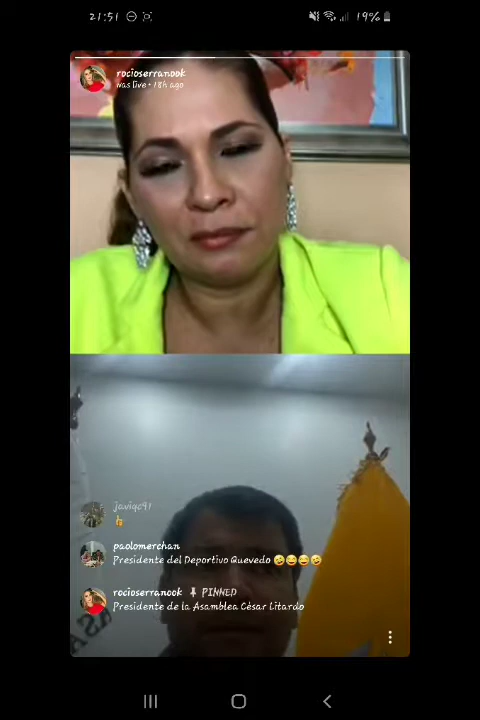 21:51
19%
rocioserranook
was live • 18h ago
javiqc91
paolomerchan
Presidente del Deportivo Quevedo 🤣😂😂🤣
rocioserranook PINNED
Presidente de la Asamblea César Litardo